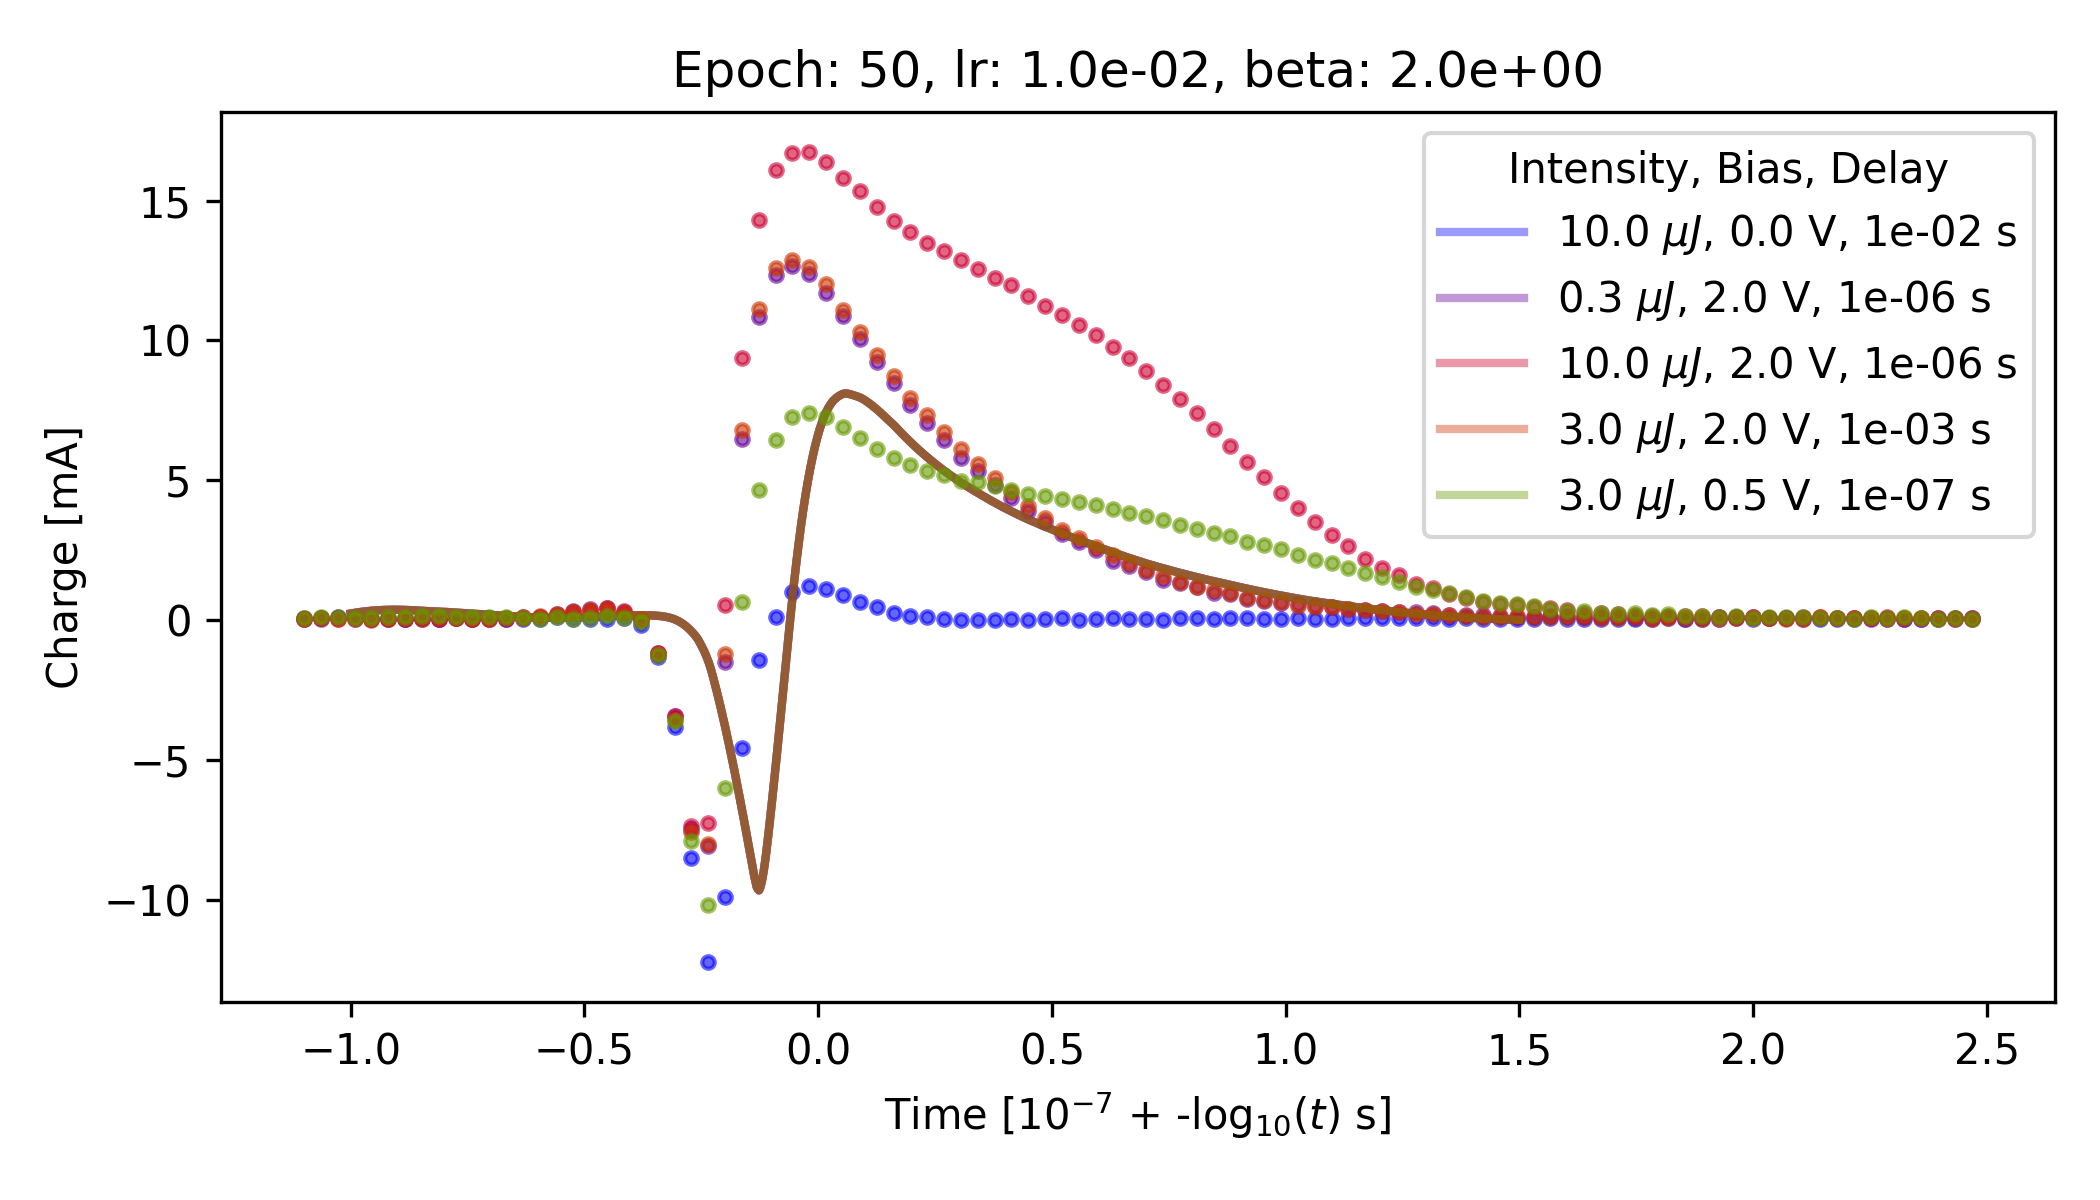 Epoch: 50, lr: 1.0e-02, beta: 2.0e+00
Charge [mA]
15
10
5
0
−5
−10
Intensity, Bias, Delay
10.0 μJ, 0.0 V, 1e-02 s
0.3 μJ, 2.0 V, 1e-06 s
10.0 μJ, 2.0 V, 1e-06 s
3.0 μJ, 2.0 V, 1e-03 s
3.0 μJ, 0.5 V, 1e-07 s
−1.0 −0.5 0.0 0.5 1.0 1.5 2.0 2.5
Time [10⁻⁷ + -log₁₀(t) s]